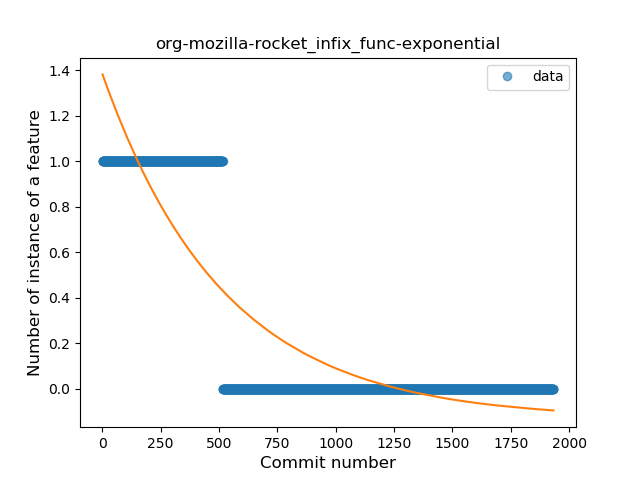 org-mozilla-rocket_infix_func-exponential
data
Number of instance of a feature
1.4
1.2
1.0
0.8
0.6
0.4
0.2
0.0
0 250 500 750 1000 1250 1500 1750 2000
Commit number